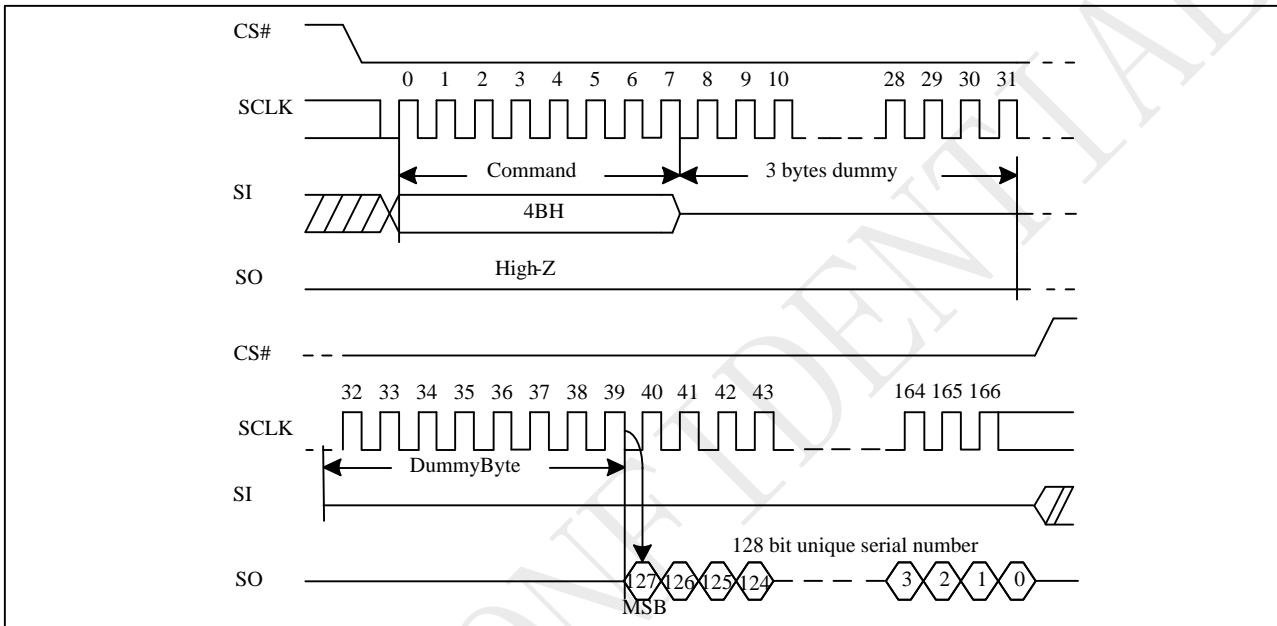 CS#
0 1 2 3 4 5 6 7 8 9 10 28 29 30 31
SCLK
Command 3 bytes dummy
SI
4BH
High-Z
SO
CS#
32 33 34 35 36 37 38 39 40 41 42 43 164 165 166
SCLK
DummyByte
SI
128 bit unique serial number
SO 127 126 125 124 3 2 1 0
MSB
CONFIDENTIAL